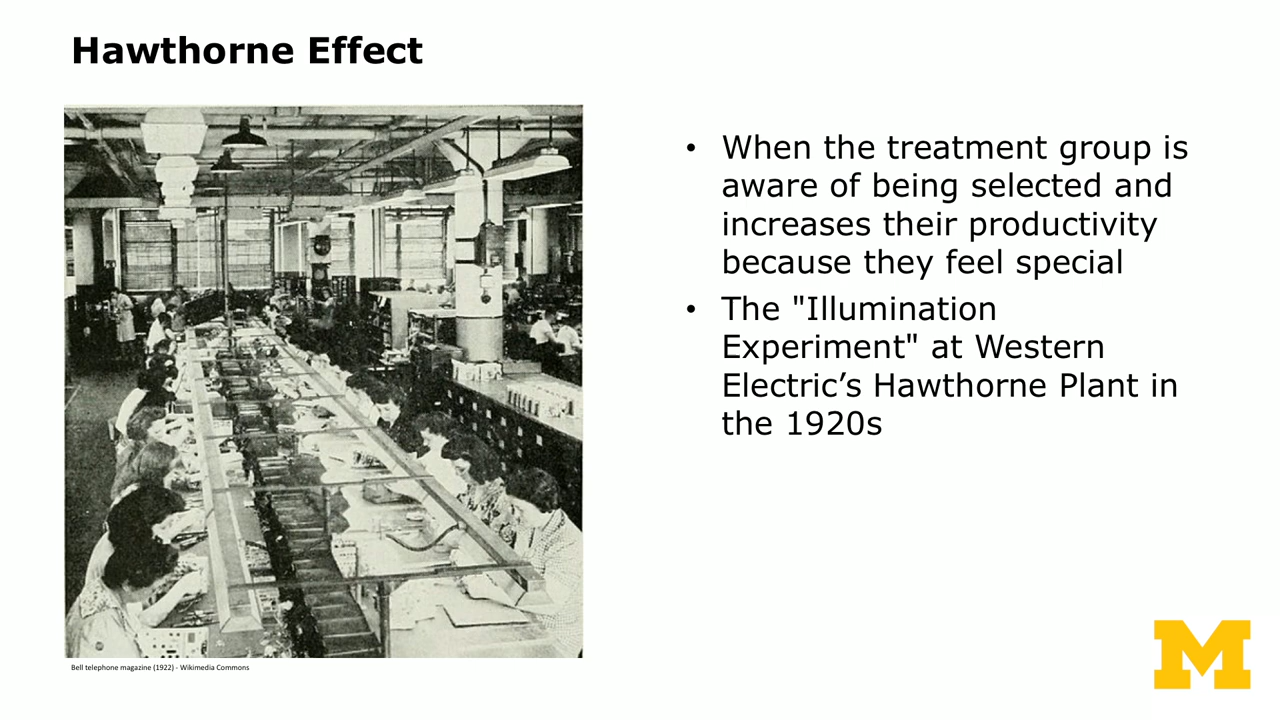 Hawthorne Effect
• When the treatment group is
aware of being selected and
increases their productivity
because they feel special
• The "Illumination
Experiment" at Western
Electric’s Hawthorne Plant in
the 1920s
Bell telephone magazine (1922) - Wikimedia Commons
M